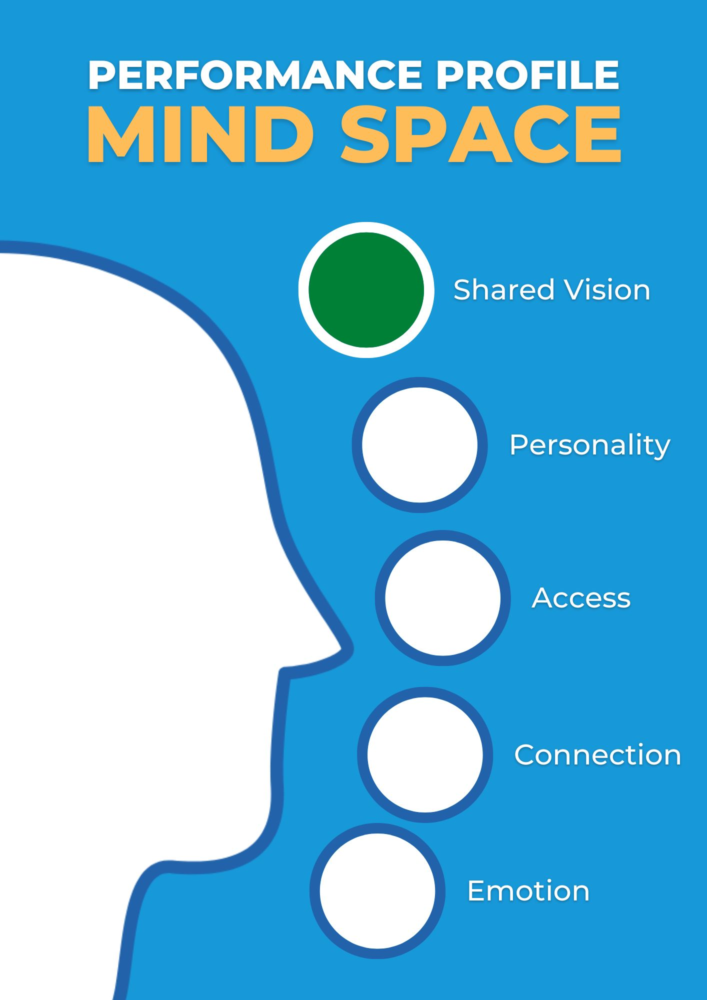 PERFORMANCE PROFILE
MIND SPACE
Shared Vision
Personality
Access
Connection
Emotion